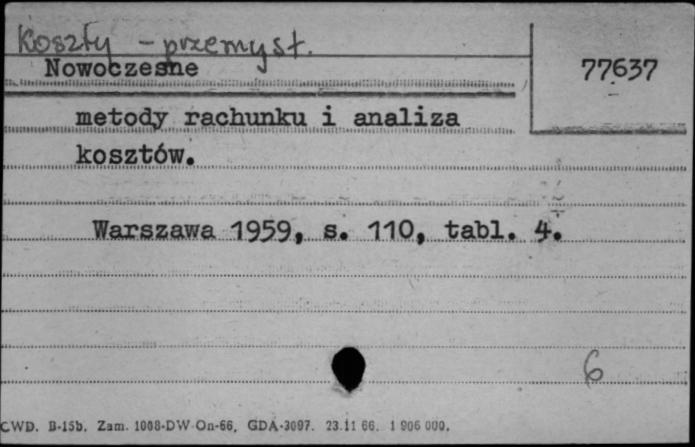 Koszty - przemysł.
Nowoczesne
77637
metody rachunku i analiza
kosztów.
Warszawa 1959, s. 110, tabl. 4.
6
CWD. B-15b. Zam. 1008-DW-On-66. GDA-3097. 23.11 66. 1 906 000.